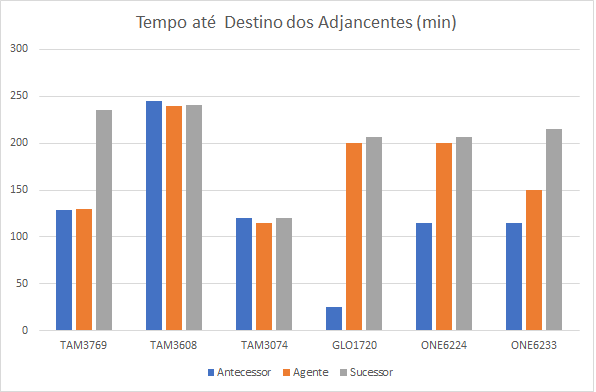 Tempo até Destino dos Adjancentes (min)
300
250
200
150
100
50
0
TAM3769 TAM3608 TAM3074 GLO1720 ONE6224 ONE6233
Antecessor Agente Sucessor